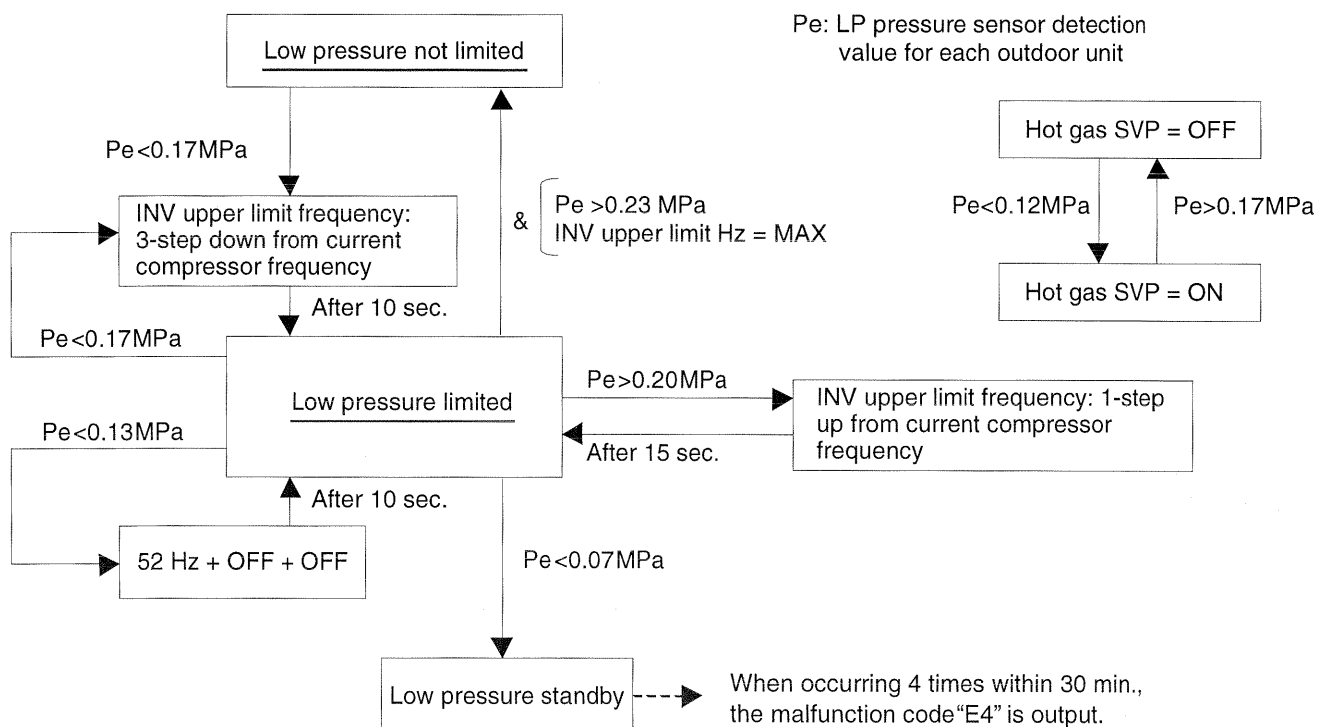 Pe: LP pressure sensor detection
value for each outdoor unit
Low pressure not limited
Pe<0.17MPa
& Pe >0.23 MPa
INV upper limit Hz = MAX
Hot gas SVP = OFF
Pe<0.12MPa
Pe>0.17MPa
Hot gas SVP = ON
INV upper limit frequency:
3-step down from current
compressor frequency
After 10 sec.
Pe<0.17MPa
Low pressure limited
Pe>0.20MPa
INV upper limit frequency: 1-step
up from current compressor
frequency
After 15 sec.
Pe<0.13MPa
After 10 sec.
52 Hz + OFF + OFF
Pe<0.07MPa
Low pressure standby
When occurring 4 times within 30 min.,
the malfunction code“E4” is output.